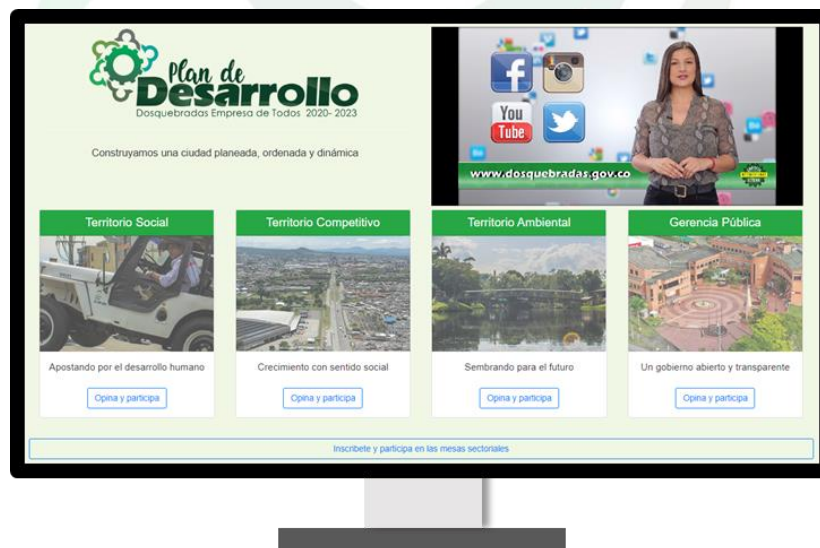 Plan de
Desarrollo
Dosquebradas Empresa de Todos 2020- 2023
Construyamos una ciudad planeada, ordenada y dinámica
You
Tube
www.dosquebradas.gov.co
Territorio Social
Territorio Competitivo
Territorio Ambiental
Gerencia Pública
Apostando por el desarrollo humano
Crecimiento con sentido social
Sembrando para el futuro
Un gobierno abierto y transparente
Opina y participa
Opina y participa
Opina y participa
Opina y participa
Inscribete y participa en las mesas sectoriales